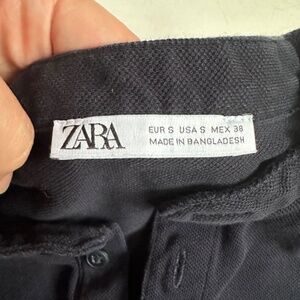 ZARA
EUR S USA S MEX 38
MADE IN BANGLADESH